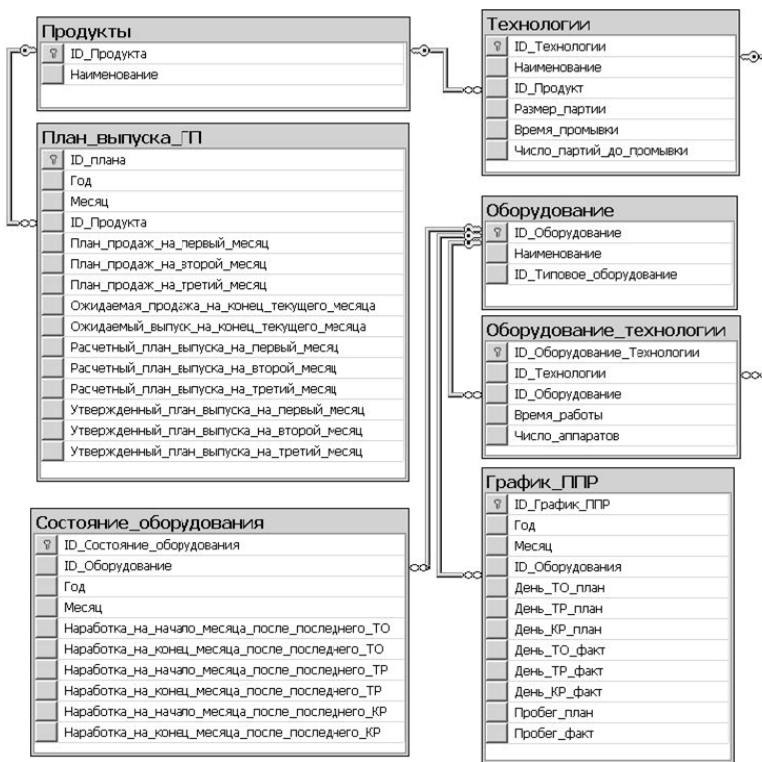 Продукты
ID_Продукта
Наименование
План_выпуска_ГП
ID_плана
Год
Месяц
ID_Продукта
План_продаж_на_первый_месяц
План_продаж_на_второй_месяц
План_продаж_на_третий_месяц
Ожидаемая_продажа_на_конец_текущего_месяца
Ожидаемый_выпуск_на_конец_текущего_месяца
Расчетный_план_выпуска_на_первый_месяц
Расчетный_план_выпуска_на_второй_месяц
Расчетный_план_выпуска_на_третий_месяц
Утвержденный_план_выпуска_на_первый_месяц
Утвержденный_план_выпуска_на_второй_месяц
Утвержденный_план_выпуска_на_третий_месяц
Состояние_оборудования
ID_Состояние_оборудования
ID_Оборудование
Год
Месяц
Наработка_на_начало_месяца_после_последнего_ТО
Наработка_на_конец_месяца_после_последнего_ТО
Наработка_на_начало_месяца_после_последнего_ТР
Наработка_на_конец_месяца_после_последнего_ТР
Наработка_на_начало_месяца_после_последнего_КР
Наработка_на_конец_месяца_после_последнего_КР
Технологии
ID_Технологии
Наименование
ID_Продукт
Размер_партии
Время_промывки
Число_партий_до_промывки
Оборудование
ID_Оборудование
Наименование
ID_Типовое_оборудование
Оборудование_технологии
ID_Оборудование_Технологии
ID_Технологии
ID_Оборудование
Время_работы
Число_аппаратов
График_ППР
ID_График_ППР
Год
Месяц
ID_Оборудования
День_ТО_план
День_ТР_план
День_КР_план
День_ТО_факт
День_ТР_факт
День_КР_факт
Пробег_план
Пробег_факт